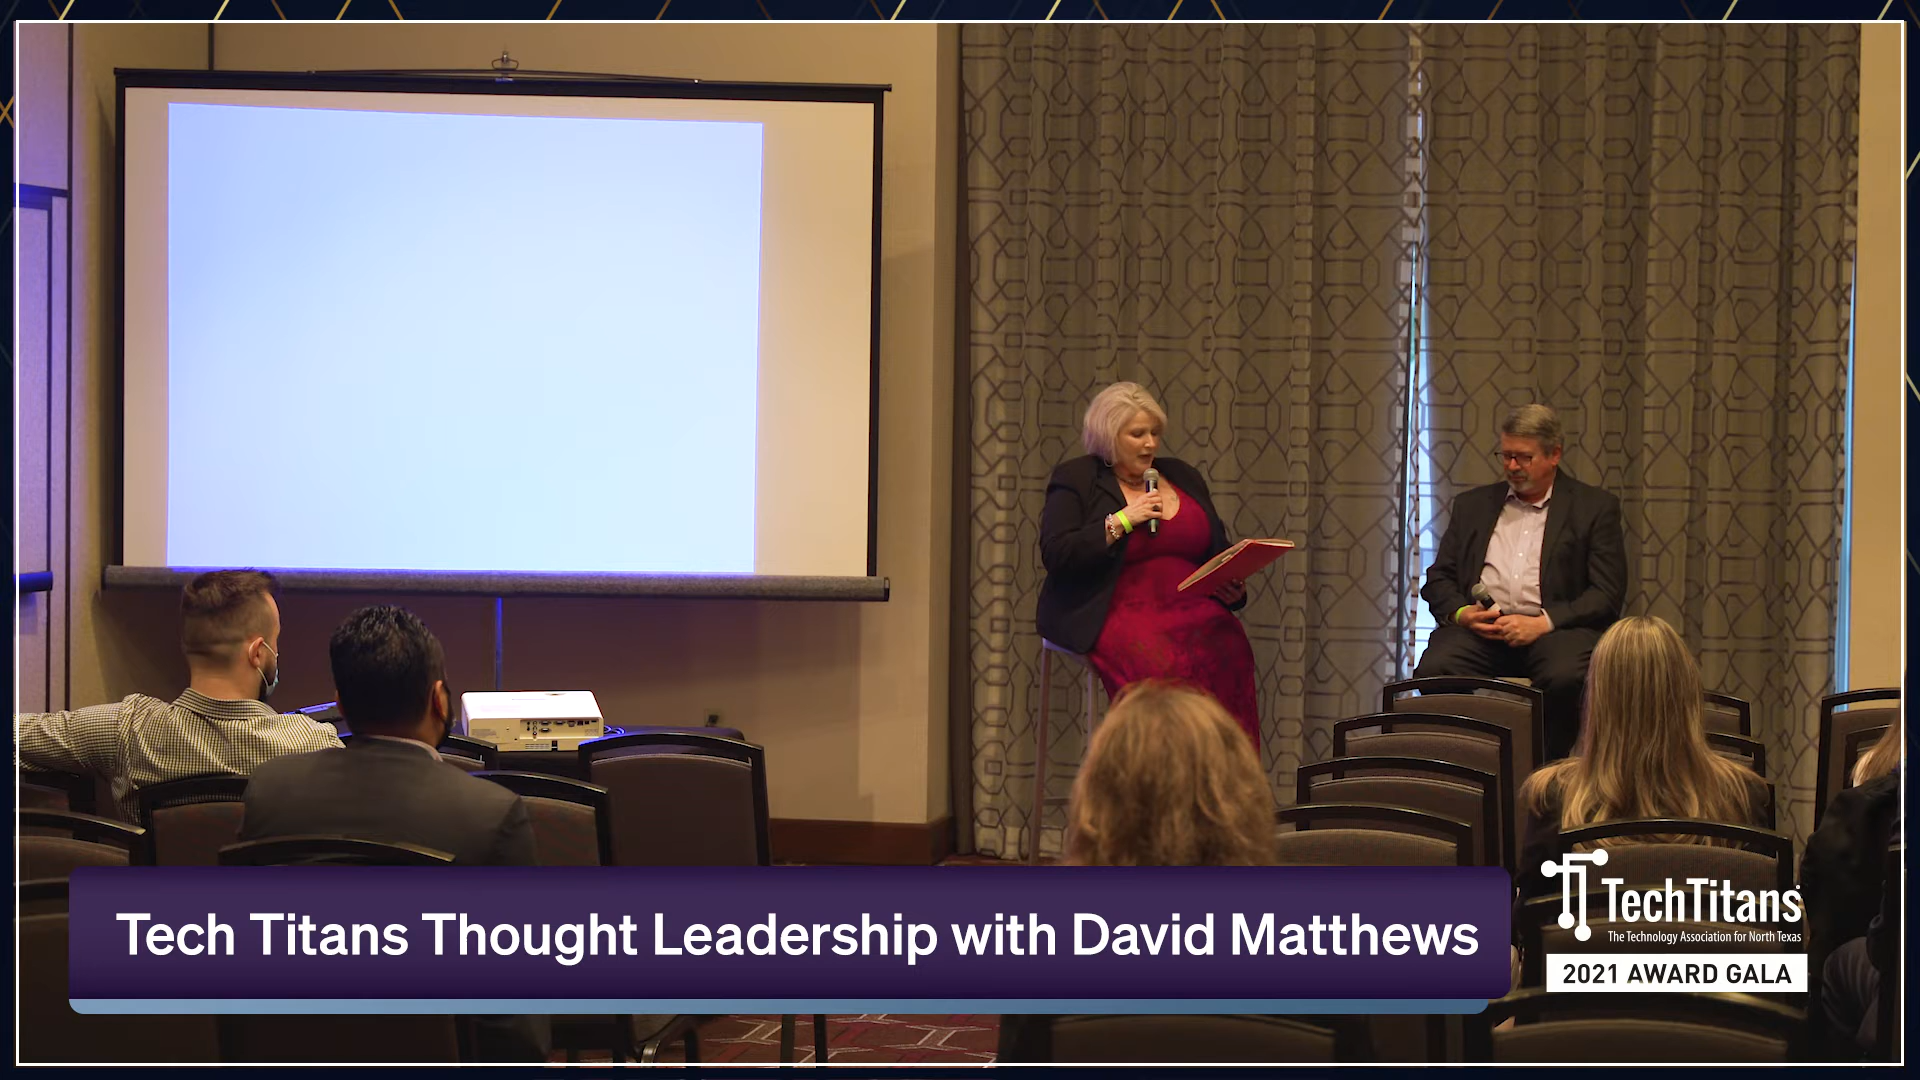 Tech Titans Thought Leadership with David Matthews
TechTitans
The Technology Association for North Texas
2021 AWARD GALA